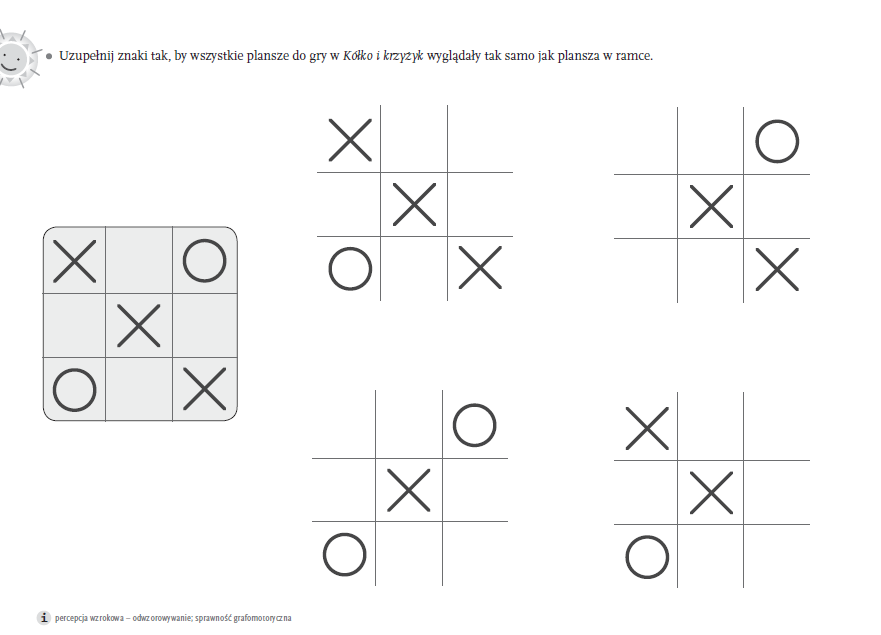 Uzupełnij znaki tak, by wszystkie plansze do gry w Kółko i krzyżyk wyglądały tak samo jak plansza w ramce.
i percepcja wzrokowa – odwzorowywanie; sprawność grafomotoryczna